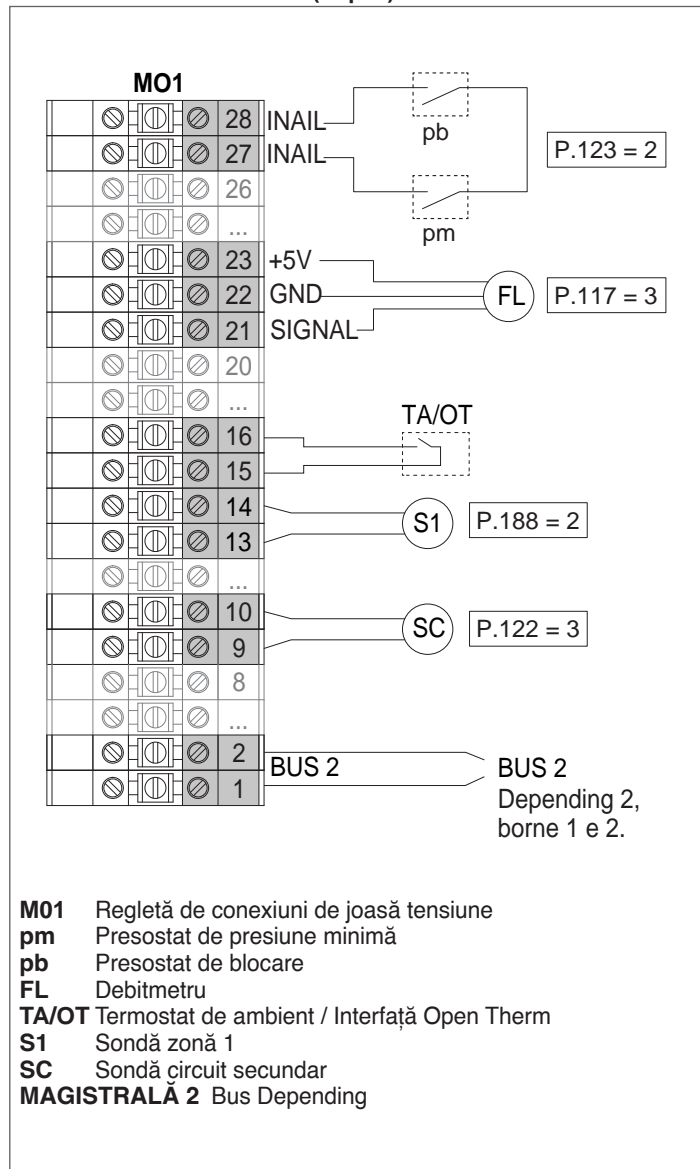 MO1
28 INAIL
pb
27 INAIL
P.123 = 2
26
pm
...
23 +5V
22 GND
FL
P.117 = 3
21 SIGNAL
20
...
TA/OT
16
15
14
S1
P.188 = 2
13
...
10
SC
P.122 = 3
9
8
...
2
BUS 2
BUS 2
1
Depending 2,
borne 1 e 2.
M01 Regletă de conexiuni de joasă tensiune
pm Presostat de presiune minimă
pb Presostat de blocare
FL Debitmetru
TA/OT Termostat de ambient / Interfaţă Open Therm
S1 Sondă zonă 1
SC Sondă circuit secundar
MAGISTRALĂ 2 Bus Depending